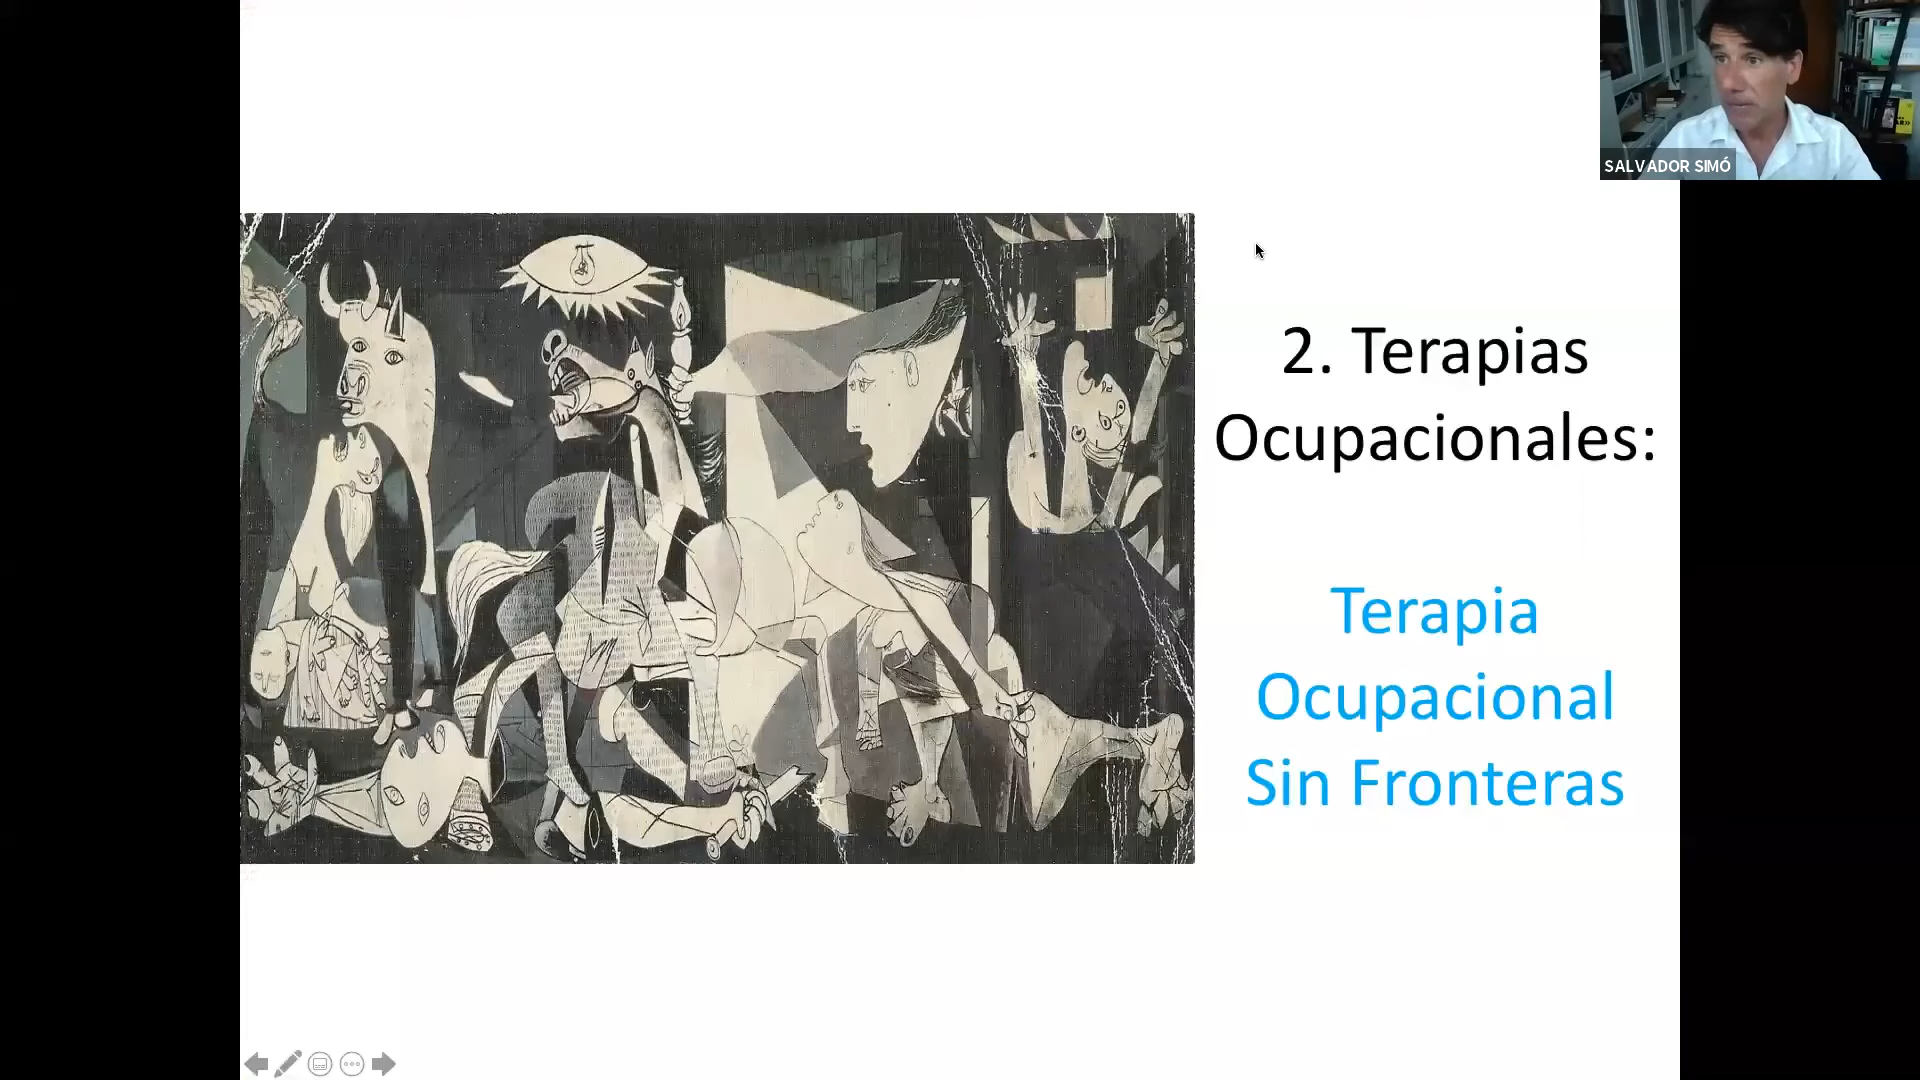 SALVADOR SIMÓ
2. Terapias
Ocupacionales:
Terapia
Ocupacional
Sin Fronteras